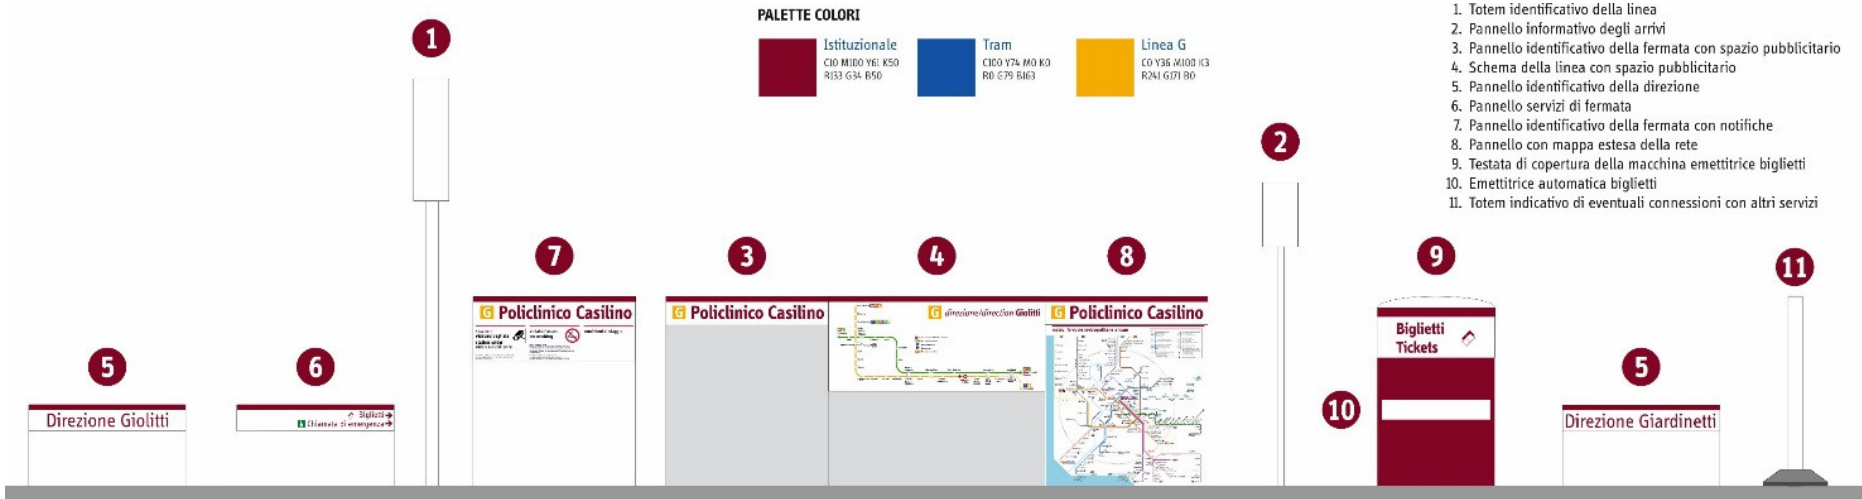 PALETTE COLORI
Istituzionale
C10 M100 Y61 K50
R133 G34 B50
Tram
C100 Y74 M0 K0
R0 G79 B163
Linea G
C0 Y36 M100 K3
R241 G171 B0
1. Totem identificativo della linea
2. Pannello informativo degli arrivi
3. Pannello identificativo della fermata con spazio pubblicitario
4. Schema della linea con spazio pubblicitario
5. Pannello identificativo della direzione
6. Pannello servizi di fermata
7. Pannello identificativo della fermata con notifiche
8. Pannello con mappa estesa della rete
9. Testata di copertura della macchina emettitrice biglietti
10. Emettitrice automatica biglietti
11. Totem indicativo di eventuali connessioni con altri servizi
1
2
7
3
4
8
9
11
5
6
10
5
G Policlinico Casilino
G Policlinico Casilino
G direzione/direction Giolitti
G Policlinico Casilino
no smoking
Biglietti
Tickets
Direzione Giolitti
Biglietti
Chiamata di emergenza
Direzione Giardinetti